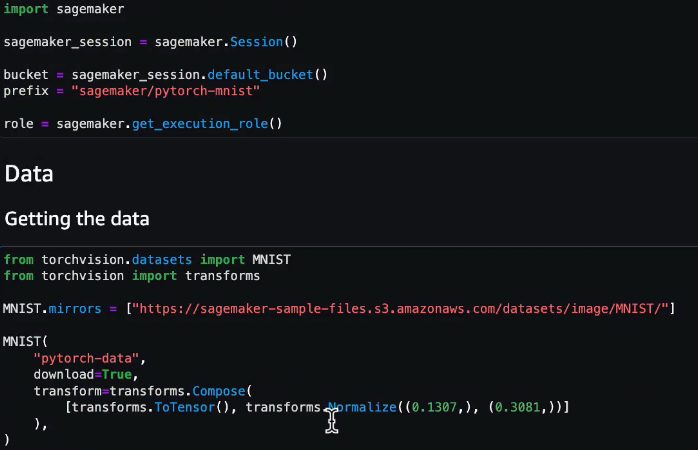 import sagemaker
sagemaker_session = sagemaker.Session()
bucket = sagemaker_session.default_bucket()
prefix = "sagemaker/pytorch-mnist"
role = sagemaker.get_execution_role()
Data
Getting the data
from torchvision.datasets import MNIST
from torchvision import transforms
MNIST.mirrors = ["https://sagemaker-sample-files.s3.amazonaws.com/datasets/image/MNIST/"]
MNIST(
    "pytorch-data",
    download=True,
    transform=transforms.Compose(
        [transforms.ToTensor(), transforms.Normalize((0.1307,), (0.3081,))]
    ),
)